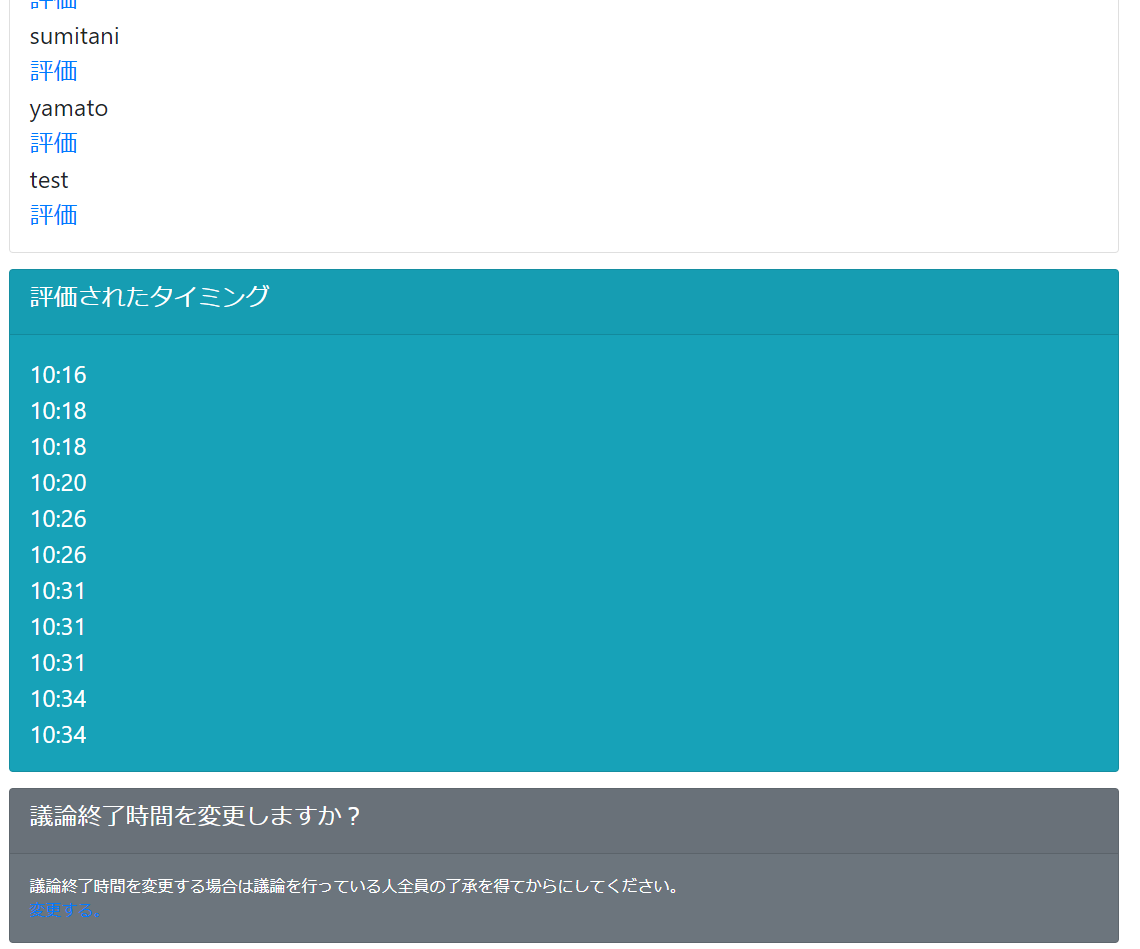 評価
sumitani
評価
yamato
評価
test
評価
評価されたタイミング
10:16
10:18
10:18
10:20
10:26
10:26
10:31
10:31
10:31
10:34
10:34
議論終了時間を変更しますか？
議論終了時間を変更する場合は議論を行っている人全員の了承を得てからにしてください。
変更する。